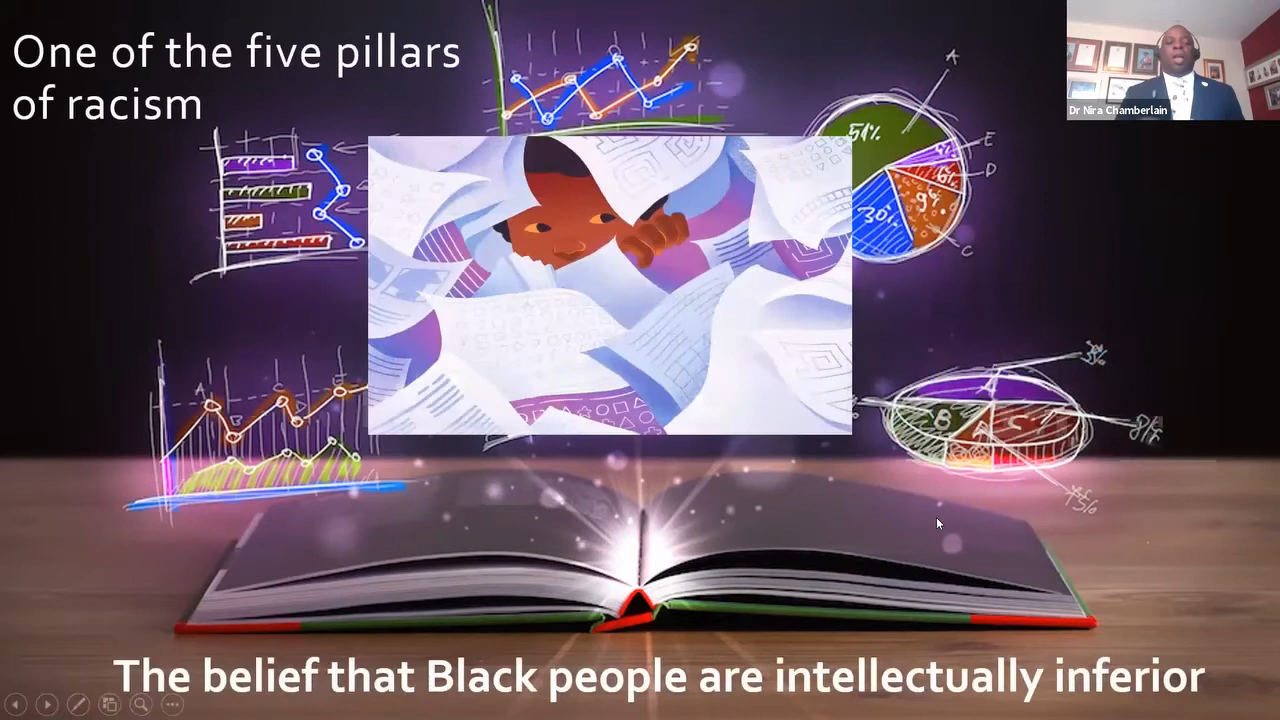 One of the five pillars
of racism
Dr Nira Chamberlain
A
51%
E
D
6%
9%
30%
C
A
B
C
The belief that Black people are intellectually inferior